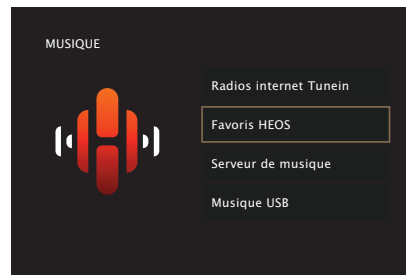 MUSIQUE
Radios internet Tunein
Favoris HEOS
Serveur de musique
Musique USB